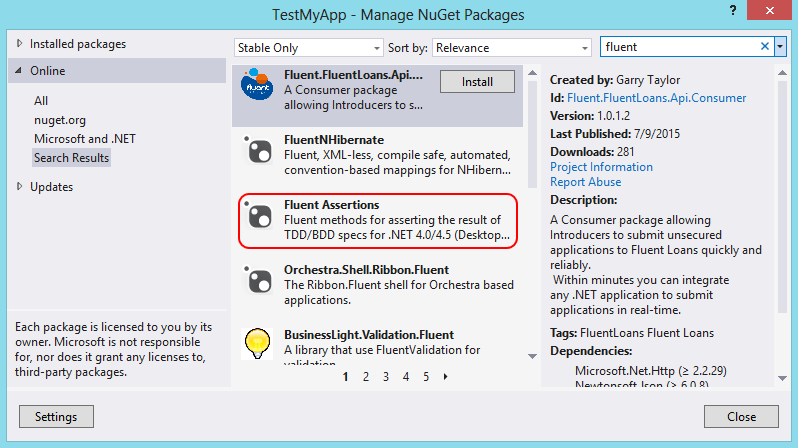 TestMyApp - Manage NuGet Packages
?
Installed packages
Online
All
nuget.org
Microsoft and .NET
Search Results
Updates
Each package is licensed to you by its
owner. Microsoft is not responsible
for, nor does it grant any licenses to,
third-party packages.
Settings
Stable Only
Sort by:
Relevance
fluent
Fluent.FluentLoans.Api....
Install
fluent
A Consumer package
allowing Introducers to s...
FluentNHibernate
Fluent, XML-less, compile safe, automated,
convention-based mappings for NHibern...
Fluent Assertions
Fluent methods for asserting the result of
TDD/BDD specs for .NET 4.0/4.5 (Desktop...
Orchestra.Shell.Ribbon.Fluent
The Ribbon.Fluent shell for Orchestra based
applications.
BusinessLight.Validation.Fluent
A library that use FluentValidation for
validation
1 2 3 4 5
Created by: Garry Taylor
Id: Fluent.FluentLoans.Api.Consumer
Version: 1.0.1.2
Last Published: 7/9/2015
Downloads: 281
Project Information
Report Abuse
Description:
A Consumer package allowing
Introducers to submit unsecured
applications to Fluent Loans quickly and
reliably.
Within minutes you can integrate
any .NET application to submit
applications in real-time.
Tags: FluentLoans Fluent Loans
Dependencies:
Microsoft.Net.Http (≥ 2.2.29)
Newtonsoft.Json (≥ 6.0.8)
Close